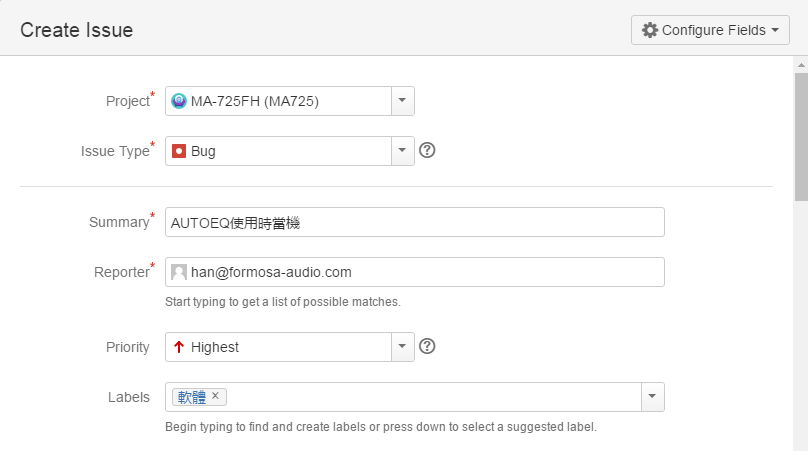 Create Issue
Configure Fields
Project*
MA-725FH (MA725)
Issue Type*
Bug
Summary*
AUTOEQ使用時當機
Reporter*
han@formosa-audio.com
Start typing to get a list of possible matches.
Priority
Highest
Labels
軟體 ×
Begin typing to find and create labels or press down to select a suggested label.